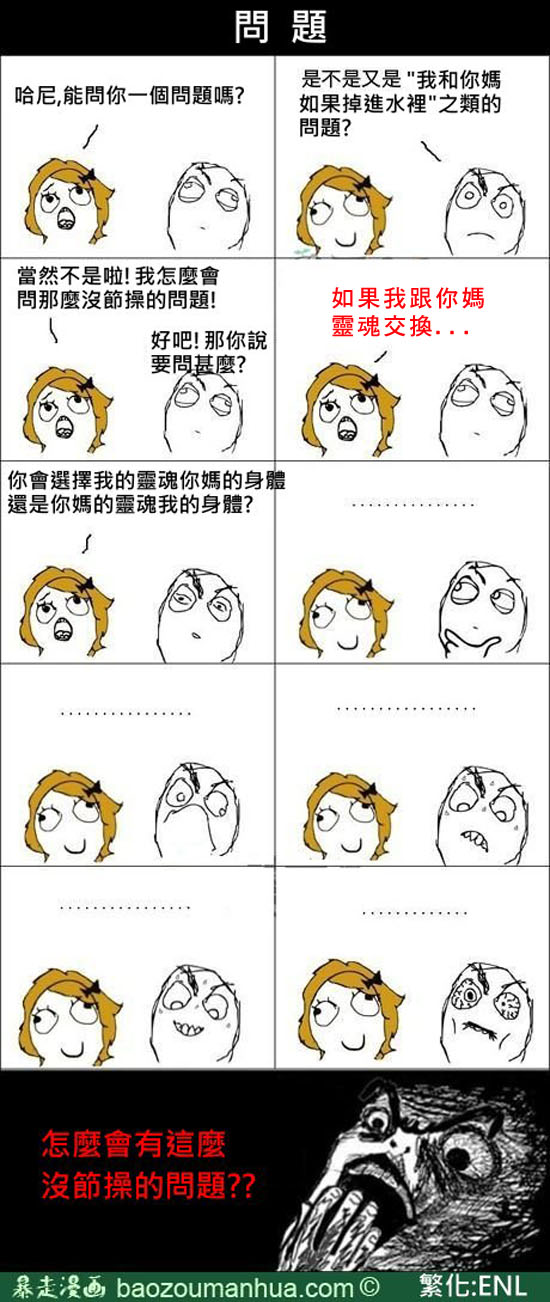 問 題
哈尼,能問你一個問題嗎?
是不是又是 "我和你媽
如果掉進水裡"之類的
問題?
當然不是啦! 我怎麼會
問那麼沒節操的問題!
好吧! 那你說
要問甚麼?
如果我跟你媽
靈魂交換...
你會選擇我的靈魂你媽的身體
還是你媽的靈魂我的身體?
...............
................
.................
................
.............
怎麼會有這麼
沒節操的問題??
暴走漫画 baozoumanhua.com ©
繁化:ENL